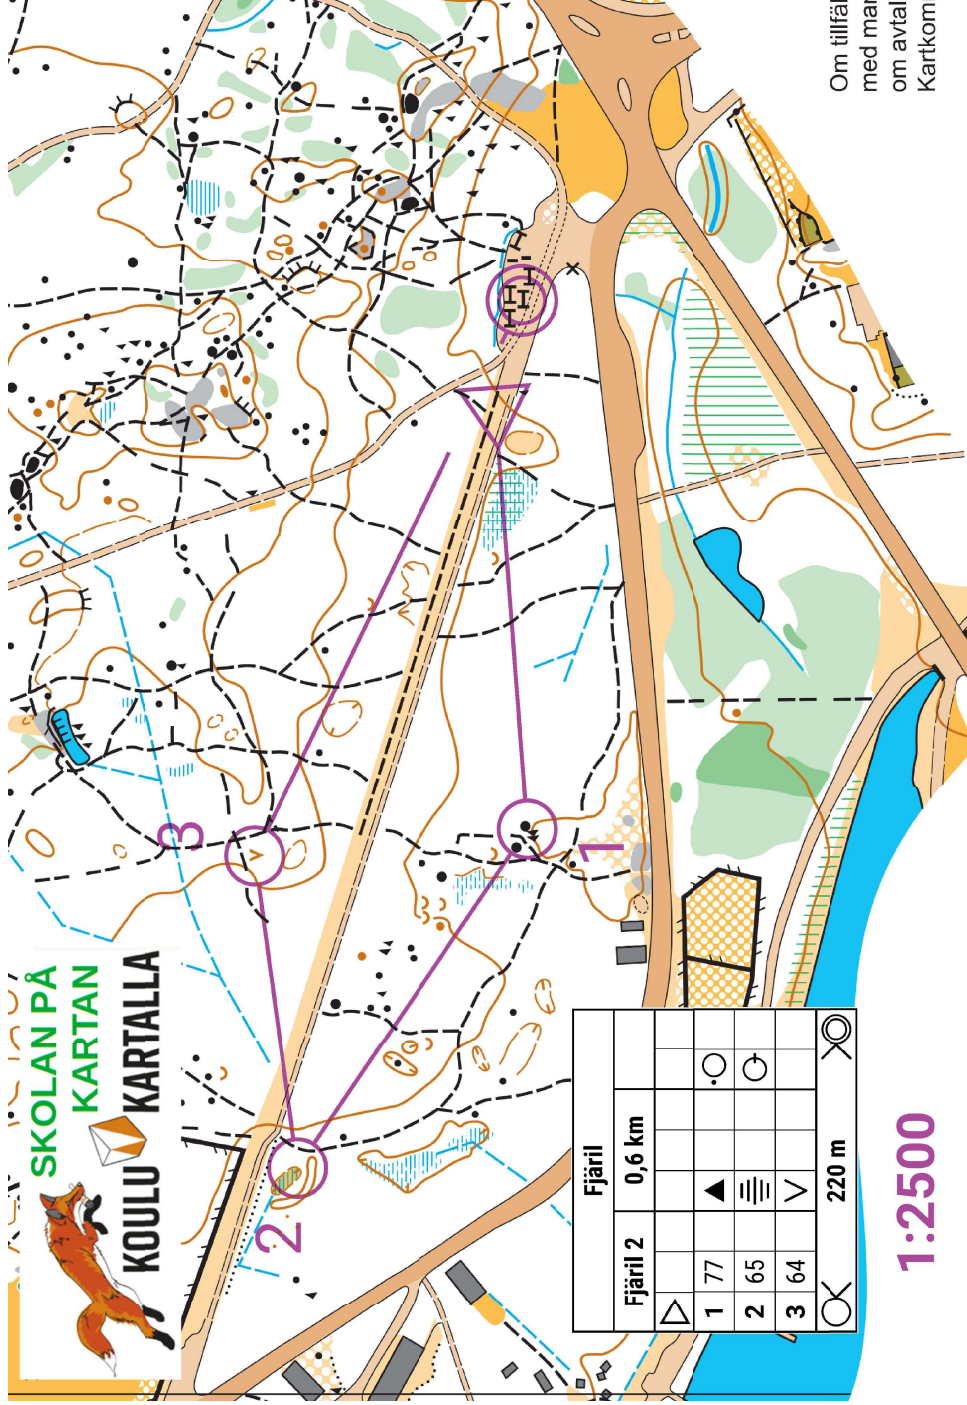 SKOLAN PÅ
KARTAN
KOULU KARTALLA
Om tillfäl
med mar
om avtal
Kartkom
3
1
2
Fjäril
Fjäril 2 0,6 km
1 77
2 65
3 64
220 m
1:2500